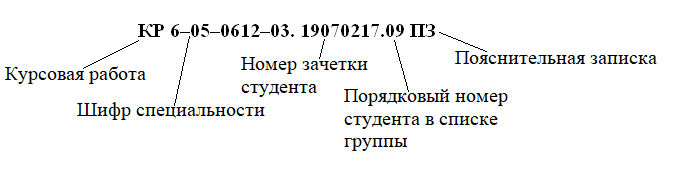 КР 6–05–0612–03. 19070217.09 ПЗ
Курсовая работа
Шифр специальности
Номер зачетки
студента
Порядковый номер
студента в списке
группы
Пояснительная записка